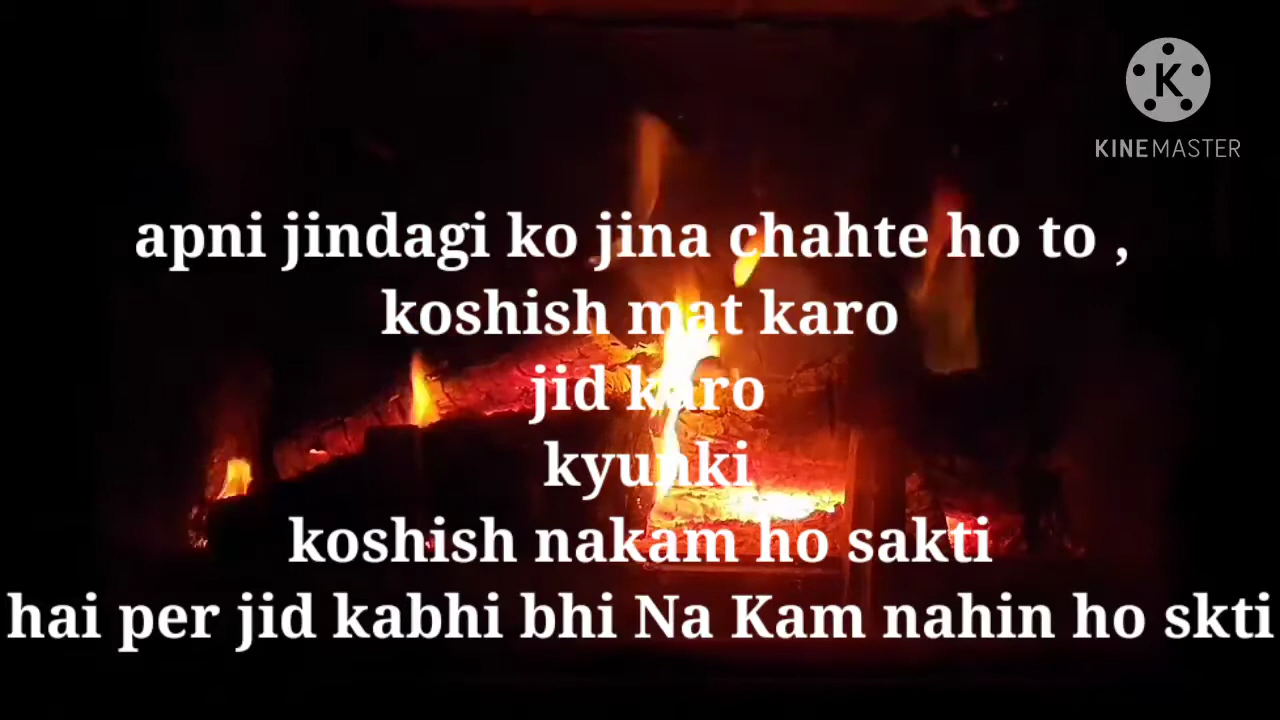 KINEMASTER
apni jindagi ko jina chahte ho to ,
koshish mat karo
jid karo
kyunki
koshish nakam ho sakti
hai per jid kabhi bhi Na Kam nahin ho skti